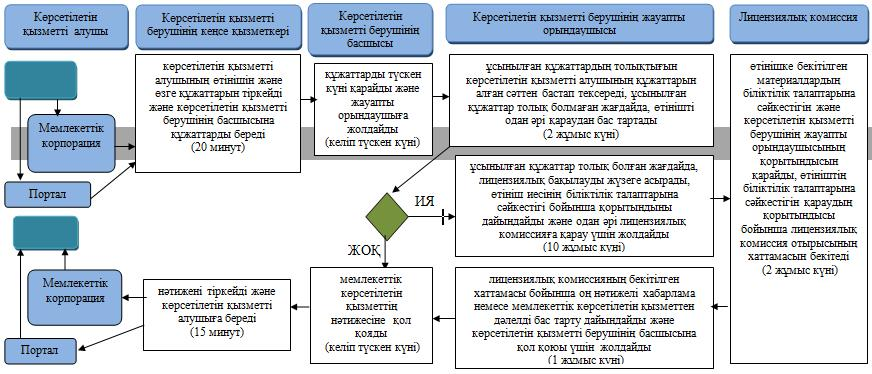 Көрсетілетін
қызметті алушы
Көрсетілетін қызметті
берушінің кеңсе қызметкері
Көрсетілетін
қызметті берушінің
басшысы
Көрсетілетін қызметті берушінің жауапты
орындаушысы
Лицензиялық комиссия
Мемлекеттік
корпорация
Портал
көрсетілетін қызметті
алушының өтінішін және
өзге құжаттарын тіркейді
және көрсетілетін қызметті
берушінің басшысына
құжаттарды береді
(20 минут)
құжаттарды түскен
күні қарайды және
жауапты
орындаушыға
жолдайды
(келіп түскен күні)
ұсынылған құжаттардың толықтығын
көрсетілетін қызметті алушының құжаттарын
алған сәттен бастап тексереді, ұсынылған
құжаттар толық болмаған жағдайда, өтінішті
одан әрі қараудан бас тартады
(2 жұмыс күні)
өтінішке бекітілген
материалдардың
біліктілік талаптарына
сәйкестігін және
көрсетілетін қызметті
берушінің жауапты
орындаушысының
қорытындысын
қарайды, өтініштің
біліктілік талаптарына
сәйкестігін қараудың
қорытындысы
бойынша лицензиялық
комиссия отырысының
хаттамасын бекітеді
(2 жұмыс күні)
ИЯ
ЖОҚ
ұсынылған құжаттар толық болған жағдайда,
лицензиялық бақылауды жүзеге асырады,
өтініш иесінің біліктілік талаптарына
сәйкестігі бойынша қорытындыны
дайындайды және одан әрі лицензиялық
комиссияға қарау үшін жолдайды
(10 жұмыс күні)
Мемлекеттік
корпорация
Портал
нәтижені тіркейді және
көрсетілетін қызметті
алушыға береді
(15 минут)
мемлекеттік
көрсетілетін
қызметтің
нәтижесіне қол
қояды
(келіп түскен күні)
лицензиялық комиссияның бекітілген
хаттамасы бойынша оң нәтижелі хабарлама
немесе мемлекеттік көрсетілетін қызметтен
дәлелді бас тарту дайындайды және
көрсетілетін қызметті берушінің басшысына
қол қоюы үшін жолдайды
(1 жұмыс күні)